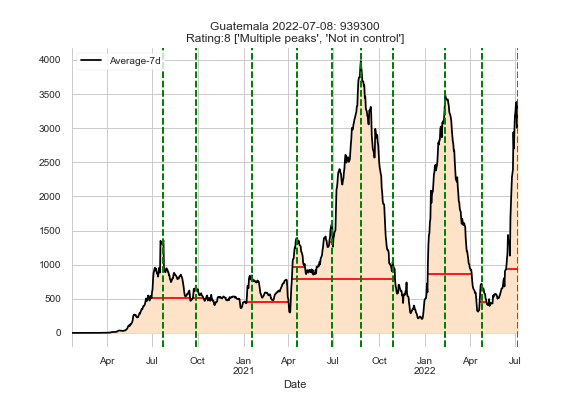 Guatemala 2022-07-08: 939300
Rating:8 ['Multiple peaks', 'Not in control']
Average-7d
4000
3500
3000
2500
2000
1500
1000
500
0
Apr Jul Oct Jan Apr Jul Oct Jan Apr Jul
2021 2022
Date